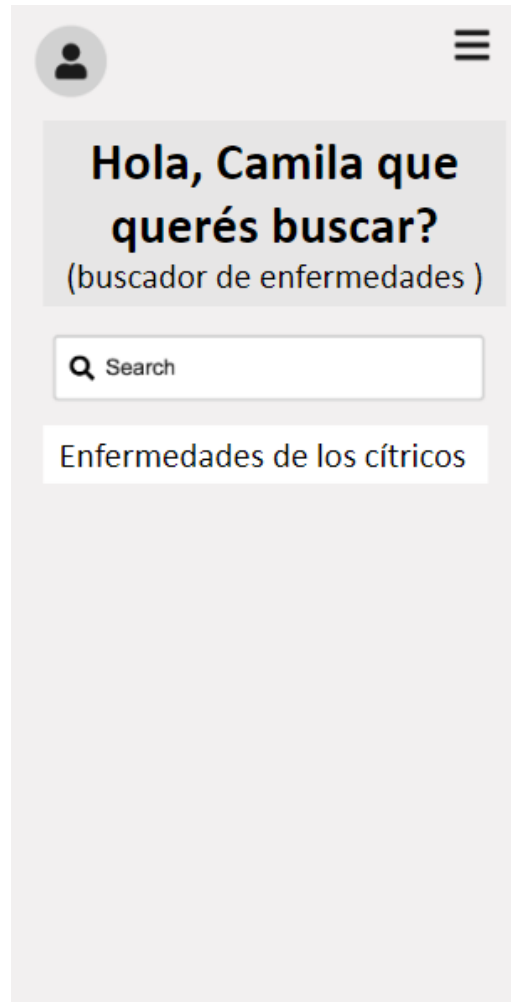 Hola, Camila que
querés buscar?
(buscador de enfermedades )
Search
Enfermedades de los cítricos